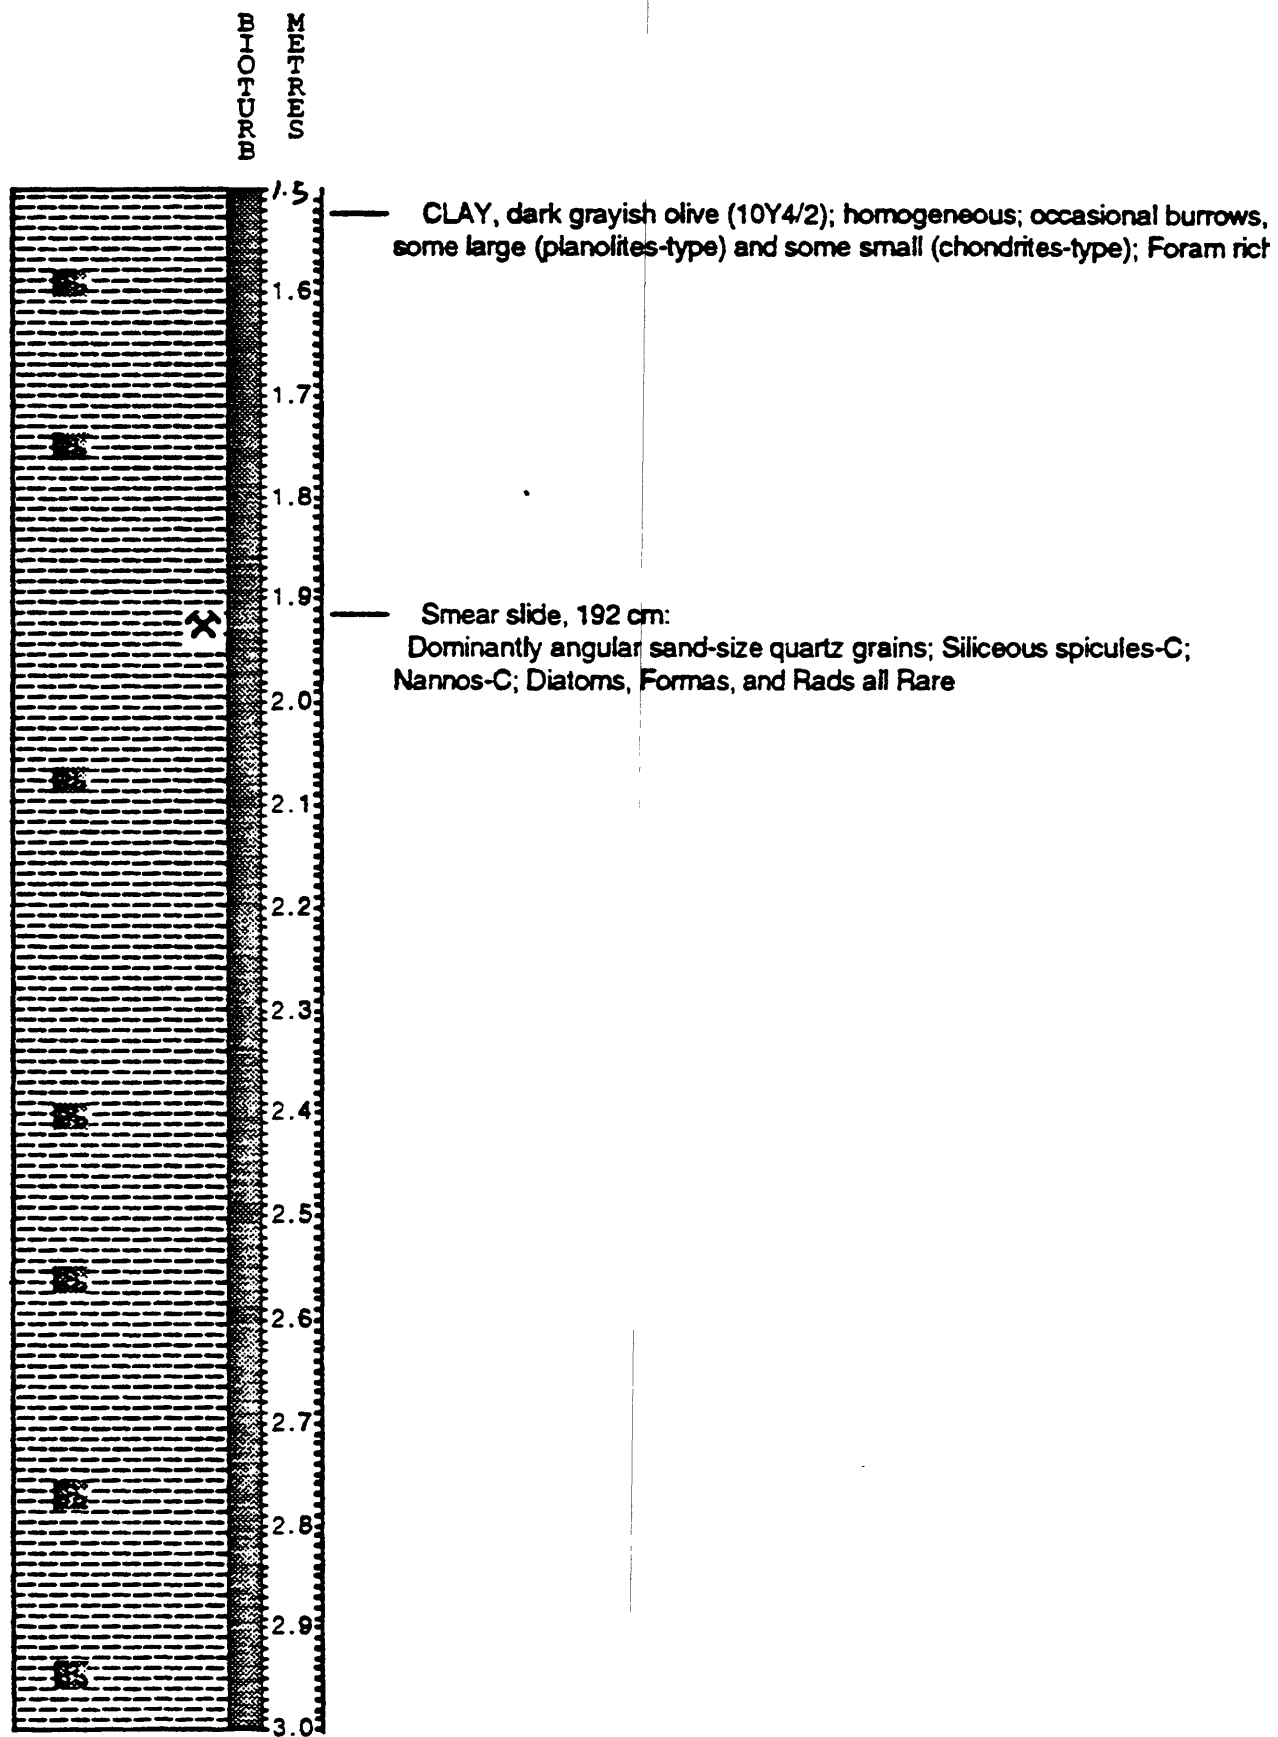 BIOTURB
METRES
1.5
CLAY, dark grayish olive (10Y4/2); homogeneous; occasional burrows,
some large (planolites-type) and some small (chondrites-type); Foram rich
1.6
1.7
1.8
1.9
Smear slide, 192 cm:
Dominantly angular sand-size quartz grains; Siliceous spicules-C;
Nannos-C; Diatoms, Formas, and Rads all Rare
2.0
2.1
2.2
2.3
2.4
2.5
2.6
2.7
2.8
2.9
3.0